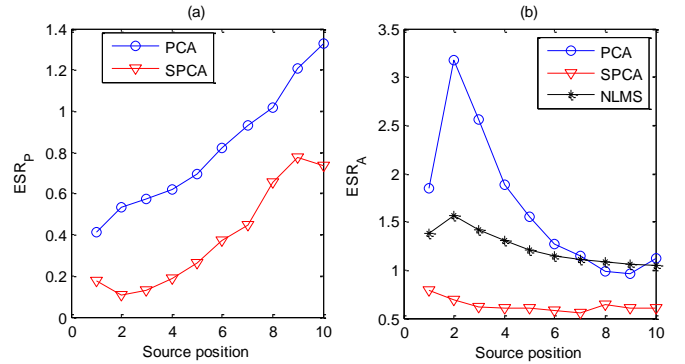 (a)
1.4
1.2
1
0.8
0.6
0.4
0.2
0
ESR_P
PCA
SPCA
0 2 4 6 8 10
Source position
(b)
3.5
3
2.5
2
1.5
1
0.5
ESR_A
PCA
SPCA
NLMS
0 2 4 6 8 10
Source position